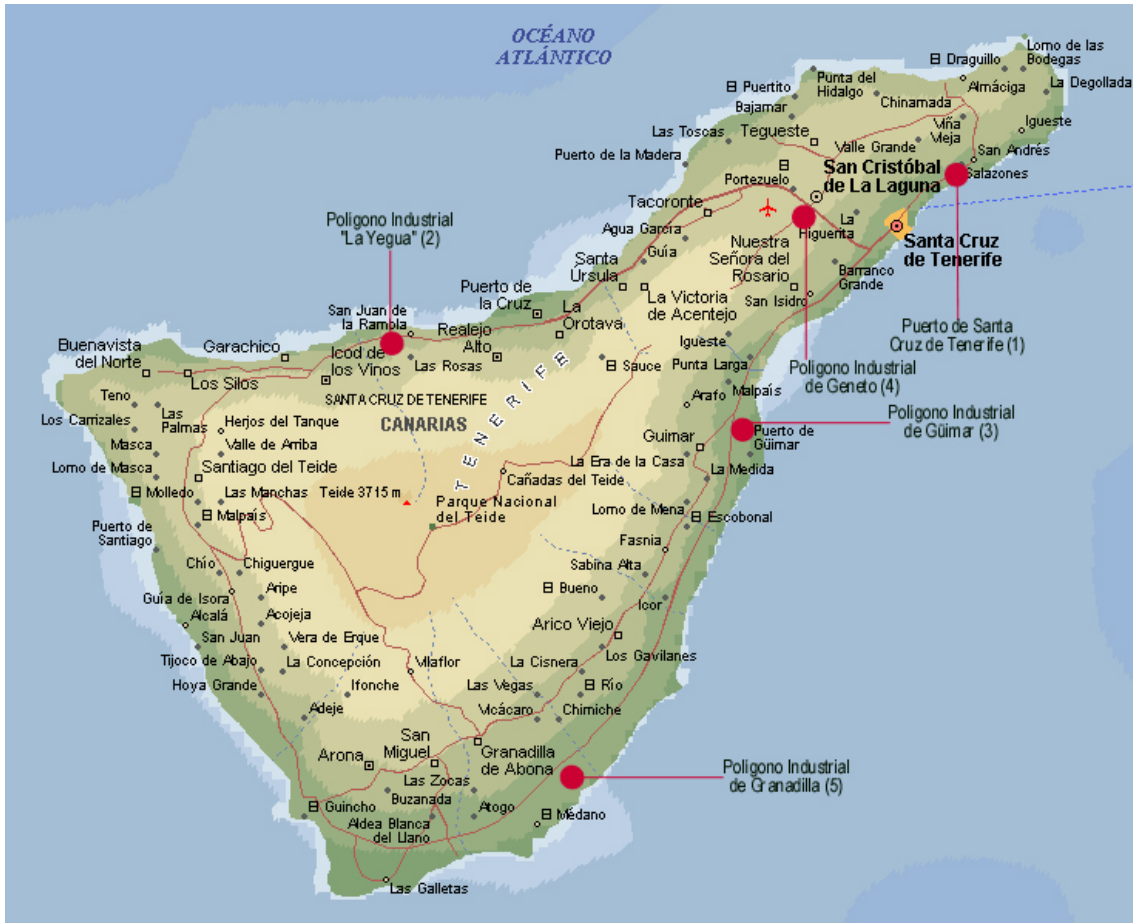 OCÉANO
ATLÁNTICO
Lomo de las
Bodegas
Draguillo
Almáciga
La Degollada
Punta del
Hidalgo
Puertito
Bajamar
Chinamada
Viña
Vieja
Igueste
Las Toscas
Tegueste
Valle Grande
San Andrés
Puerto de la Madera
Portezuelo
San Cristóbal
de La Laguna
Salazones
Tacoronte
Agua García
La
Higuerita
Santa Cruz
de Tenerife
Poligono Industrial
"La Yegua" (2)
Guía
Nuestra
Señora del
Rosario
Barranco
Grande
Santa
Úrsula
La Victoria
de Acentejo
San Isidro
Puerto de
la Cruz
La
Orotava
San Juan de
la Rambla
Realejo
Alto
Igueste
Puerto de Santa
Cruz de Tenerife (1)
Buenavista
del Norte
Garachico
Icod de
los Vinos
Las Rosas
Sauce
Punta Larga
Poligono Industrial
de Geneto (4)
Los Silos
Malpaís
Teno
SANTA CRUZ DE TENERIFE
Arafo
Los Carrizales
Las
Palmas
Herjos del Tanque
CANARIAS
TENERIFE
Poligono Industrial
de Güimar (3)
Masca
Valle de Arriba
Guimar
Puerto de
Güimar
Lomo de Masca
Santiago del Teide
La Era de la Casa
La Medida
Cañadas del Teide
Molledo
Las Manchas
Teide 3715 m
Parque Nacional
del Teide
Lomo de Mena
Escobonal
Malpaís
Puerto de
Santiago
Fasnia
Chío
Chiguergue
Sabina Alta
Guía de Isora
Aripe
Bueno
Icor
Alcalá
Acojeja
San Juan
Vera de Erque
Arico Viejo
Tijoco de Abajo
La Concepción
Vilaflor
La Cisnera
Los Gavilanes
Hoya Grande
Ifonche
Las Vegas
Río
Adeje
Vicácaro
Chimiche
San
Miguel
Arona
Granadilla
de Abona
Poligono Industrial
de Granadilla (5)
Las Zocas
Guincho
Buzanada
Atogo
Médano
Aldea Blanca
del Llano
Las Galletas